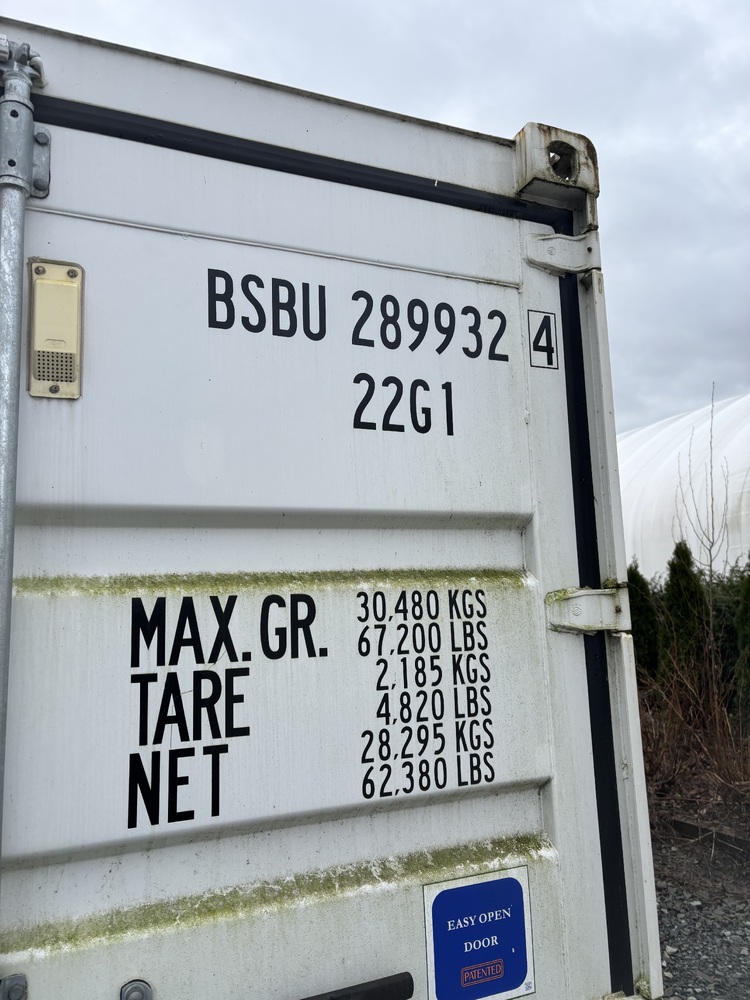 BSBU 289932 4
22G1
MAX. GR. 30,480 KGS
67,200 LBS
TARE 2,185 KGS
4,820 LBS
NET 28,295 KGS
62,380 LBS
EASY OPEN
DOOR
PATENTED